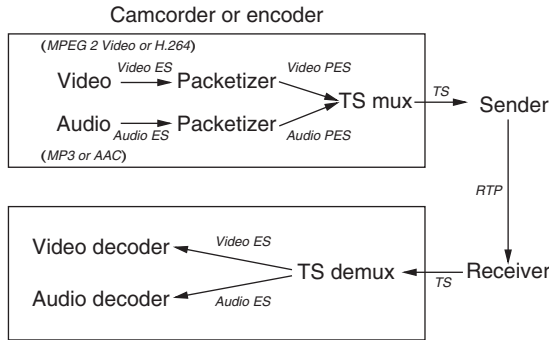 Camcorder or encoder
(MPEG 2 Video or H.264)
Video
Video ES
Packetizer
Video PES
TS mux
TS
Sender
Audio
Audio ES
Packetizer
Audio PES
(MP3 or AAC)
RTP
Video decoder
Video ES
TS demux
TS
Receiver
Audio decoder
Audio ES